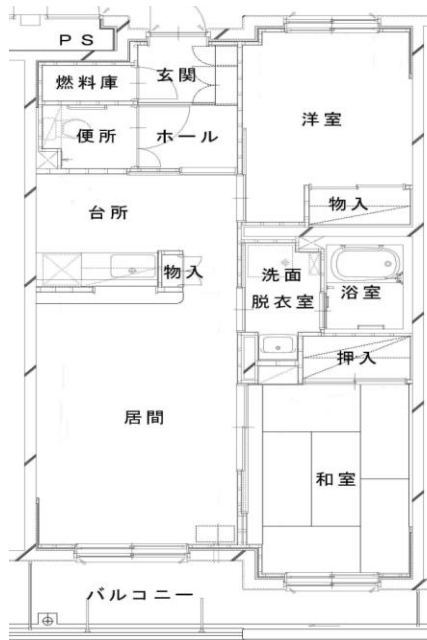 PS
燃料庫
玄関
洋室
便所
ホール
物入
台所
物入
洗面
脱衣室
浴室
押入
居間
和室
バルコニー